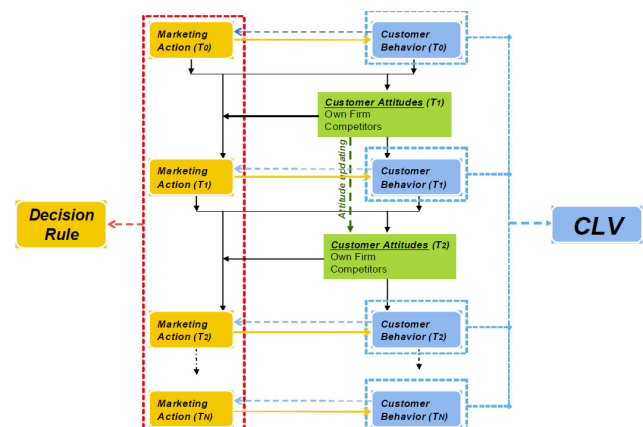 Marketing
Action (T0)
Customer
Behavior (T0)
Customer Attitudes (T1)
Own Firm
Competitors
Attitude updating
Marketing
Action (T1)
Customer
Behavior (T1)
Decision
Rule
CLV
Customer Attitudes (T2)
Own Firm
Competitors
Marketing
Action (T2)
Customer
Behavior (T2)
Marketing
Action (TN)
Customer
Behavior (TN)